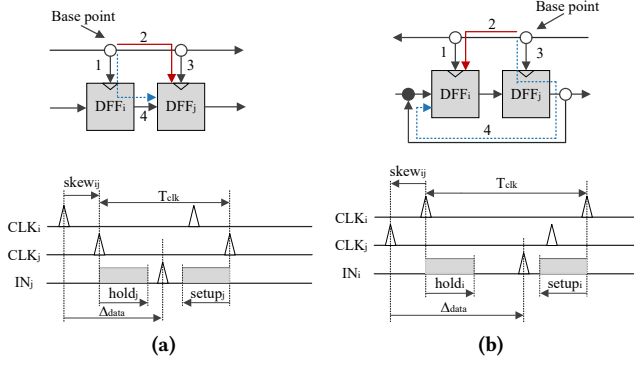 Base point
2
1
3
DFFi
DFFj
4
skewij
Tclk
CLKi
CLKj
INj
holdj
setupj
Δdata
(a)
Base point
2
1
3
DFFi
DFFj
4
skewij
Tclk
CLKi
CLKj
INi
holdi
setupi
Δdata
(b)